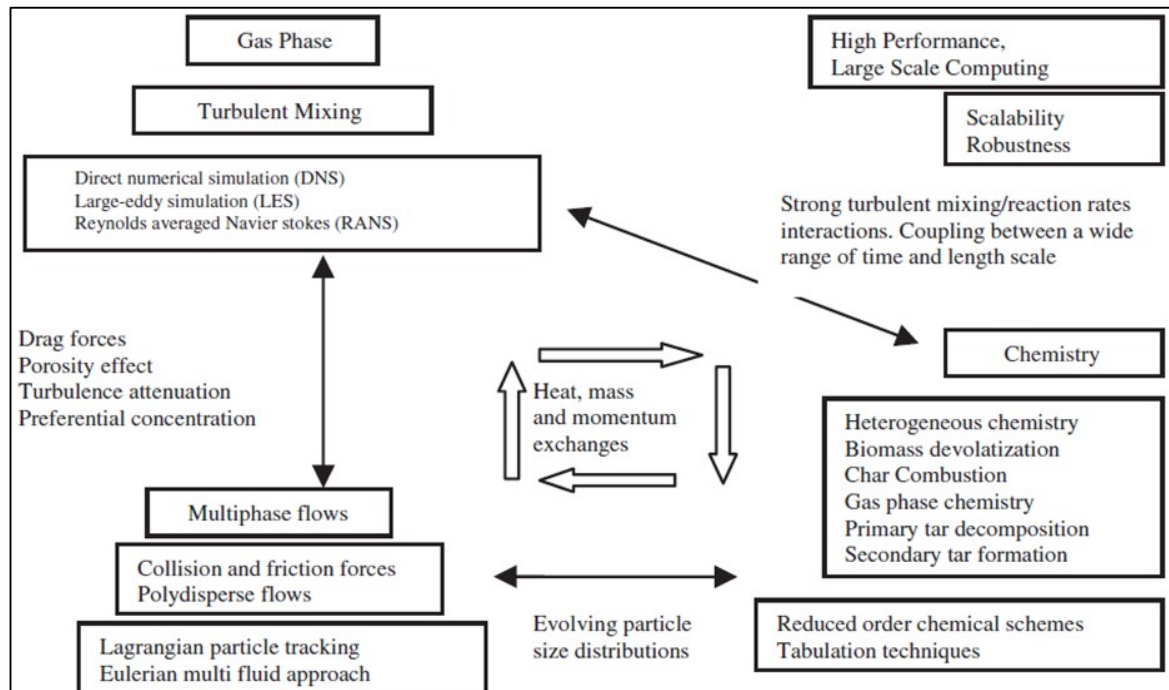 Gas Phase
High Performance,
Large Scale Computing
Turbulent Mixing
Scalability
Robustness
Direct numerical simulation (DNS)
Large-eddy simulation (LES)
Reynolds averaged Navier stokes (RANS)
Strong turbulent mixing/reaction rates
interactions. Coupling between a wide
range of time and length scale
Drag forces
Porosity effect
Turbulence attenuation
Preferential concentration
Heat, mass
and momentum
exchanges
Chemistry
Heterogeneous chemistry
Biomass devolatization
Char Combustion
Gas phase chemistry
Primary tar decomposition
Secondary tar formation
Multiphase flows
Collision and friction forces
Polydisperse flows
Lagrangian particle tracking
Eulerian multi fluid approach
Evolving particle
size distributions
Reduced order chemical schemes
Tabulation techniques